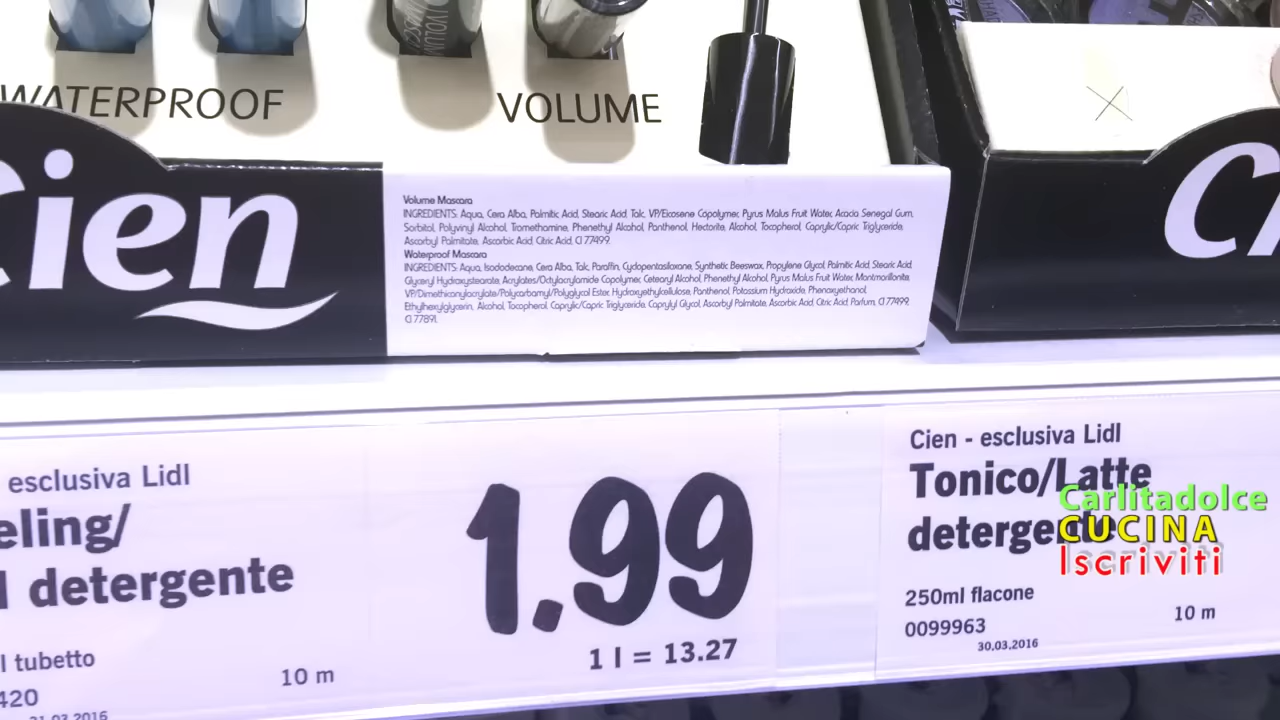 WATERPROOF
VOLUME
Cien
Volume Mascara
INGREDIENTS: Aqua, Cera Alba, Palmitic Acid, Stearic Acid, Talc, VP/Eicosene Copolymer, Pyrus Malus Fruit Water, Acacia Senegal Gum,
Sorbitol, Polyvinyl Alcohol, Tromethamine, Phenethyl Alcohol, Panthenol, Hectorite, Alcohol, Tocopherol, Caprylic/Capric Triglyceride,
Ascorbyl Palmitate, Ascorbic Acid, Citric Acid, CI 77499.
Waterproof Mascara
INGREDIENTS: Aqua, Isododecane, Cera Alba, Talc, Paraffin, Cyclopentasiloxane, Synthetic Beeswax, Propylene Glycol, Palmitic Acid, Stearic Acid,
Glyceryl Hydroxystearate, Acrylates/Octylacrylamide Copolymer, Cetearyl Alcohol, Phenethyl Alcohol, Pyrus Malus Fruit Water, Montmorillonite,
VP/Dimethiconylacrylate/Polycarbamyl/Polyglycol Ester, Hydroxyethylcellulose, Panthenol, Potassium Hydroxide, Phenoxyethanol,
Ethylhexylglycerin, Alcohol, Tocopherol, Caprylic/Capric Triglyceride, Caprylyl Glycol, Ascorbyl Palmitate, Ascorbic Acid, Citric Acid, Parfum, CI 77499,
CI 77891.
esclusiva Lidl
eling/
detergente
l tubetto
420
10 m
31.03.2016
1.99
1 l = 13.27
Cien - esclusiva Lidl
Tonico/Latte
detergente
250ml flacone
0099963
10 m
30.03.2016
Carlitadolce
CUCINA
Iscriviti